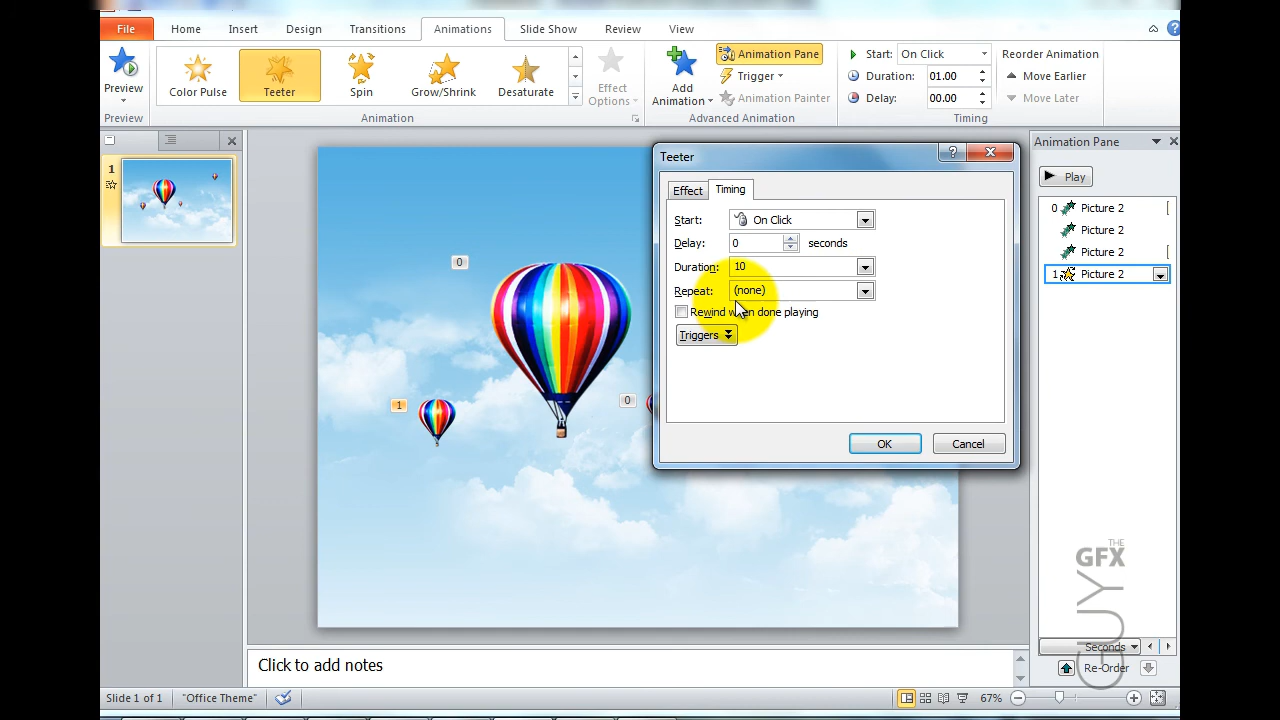 File Home Insert Design Transitions Animations Slide Show Review View
Preview
Color Pulse Teeter Spin Grow/Shrink Desaturate
Effect
Options
Add
Animation
Animation Pane
Trigger
Animation Painter
Start: On Click
Duration: 01.00
Delay: 00.00
Reorder Animation
Move Earlier
Move Later
Preview Animation Advanced Animation Timing
1
0
1
0
Teeter
Effect Timing
Start: On Click
Delay: 0 seconds
Duration: 10
Repeat: (none)
Rewind when done playing
Triggers
OK Cancel
Animation Pane
Play
0 Picture 2
Picture 2
Picture 2
1 Picture 2
THE
GFX
GUY
Seconds
Re-Order
Click to add notes
Slide 1 of 1 "Office Theme" 67%